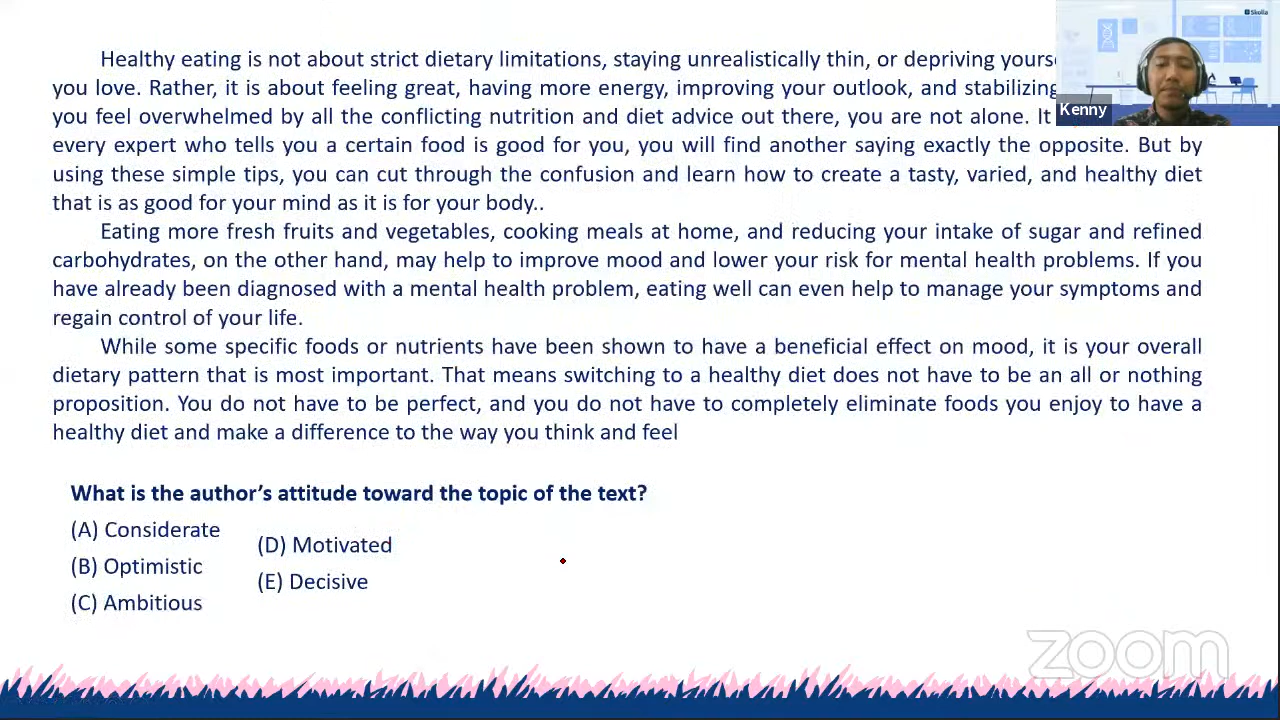 Skolla
Healthy eating is not about strict dietary limitations, staying unrealistically thin, or depriving
you love. Rather, it is about feeling great, having more energy, improving your outlook, and stabilizing
Kenny
you feel overwhelmed by all the conflicting nutrition and diet advice out there, you are not alone. It
every expert who tells you a certain food is good for you, you will find another saying exactly the opposite. But by
using these simple tips, you can cut through the confusion and learn how to create a tasty, varied, and healthy diet
that is as good for your mind as it is for your body..
Eating more fresh fruits and vegetables, cooking meals at home, and reducing your intake of sugar and refined
carbohydrates, on the other hand, may help to improve mood and lower your risk for mental health problems. If you
have already been diagnosed with a mental health problem, eating well can even help to manage your symptoms and
regain control of your life.
While some specific foods or nutrients have been shown to have a beneficial effect on mood, it is your overall
dietary pattern that is most important. That means switching to a healthy diet does not have to be an all or nothing
proposition. You do not have to be perfect, and you do not have to completely eliminate foods you enjoy to have a
healthy diet and make a difference to the way you think and feel
What is the author's attitude toward the topic of the text?
(A) Considerate
(B) Optimistic
(C) Ambitious
(D) Motivated
(E) Decisive
zoom